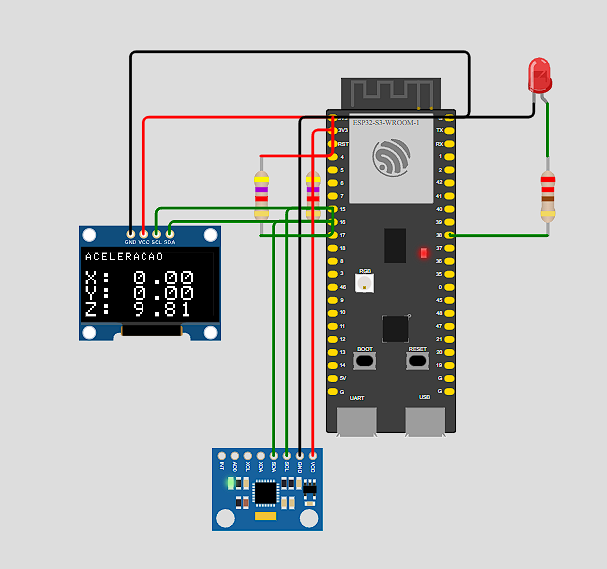 ESP32-S3-WROOM-1
3V3
RST
4
5
6
7
15
16
17
18
8
3
46
9
10
11
12
13
14
5V
G
TX
RX
1
2
42
41
40
39
38
37
36
35
0
45
48
47
21
20
19
G
G
RGB
BOOT
RESET
UART
USB
GND VCC SCL SDA
ACELERACAO
X: 0.00
Y: 0.00
Z: 9.81
INT
AD0
XCL
XDA
SDA
SCL
GND
VCC